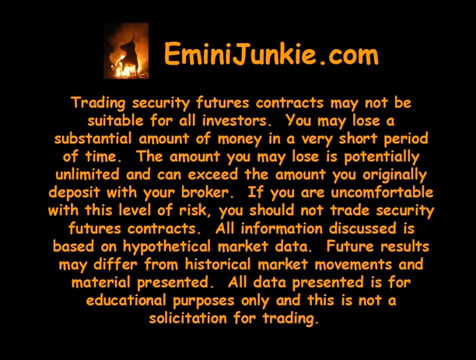 EminiJunkie.com
Trading security futures contracts may not be
suitable for all investors. You may lose a
substantial amount of money in a very short period
of time. The amount you may lose is potentially
unlimited and can exceed the amount you originally
deposit with your broker. If you are uncomfortable
with this level of risk, you should not trade security
futures contracts. All information discussed is
based on hypothetical market data. Future results
may differ from historical market movements and
material presented. All data presented is for
educational purposes only and this is not a
solicitation for trading.